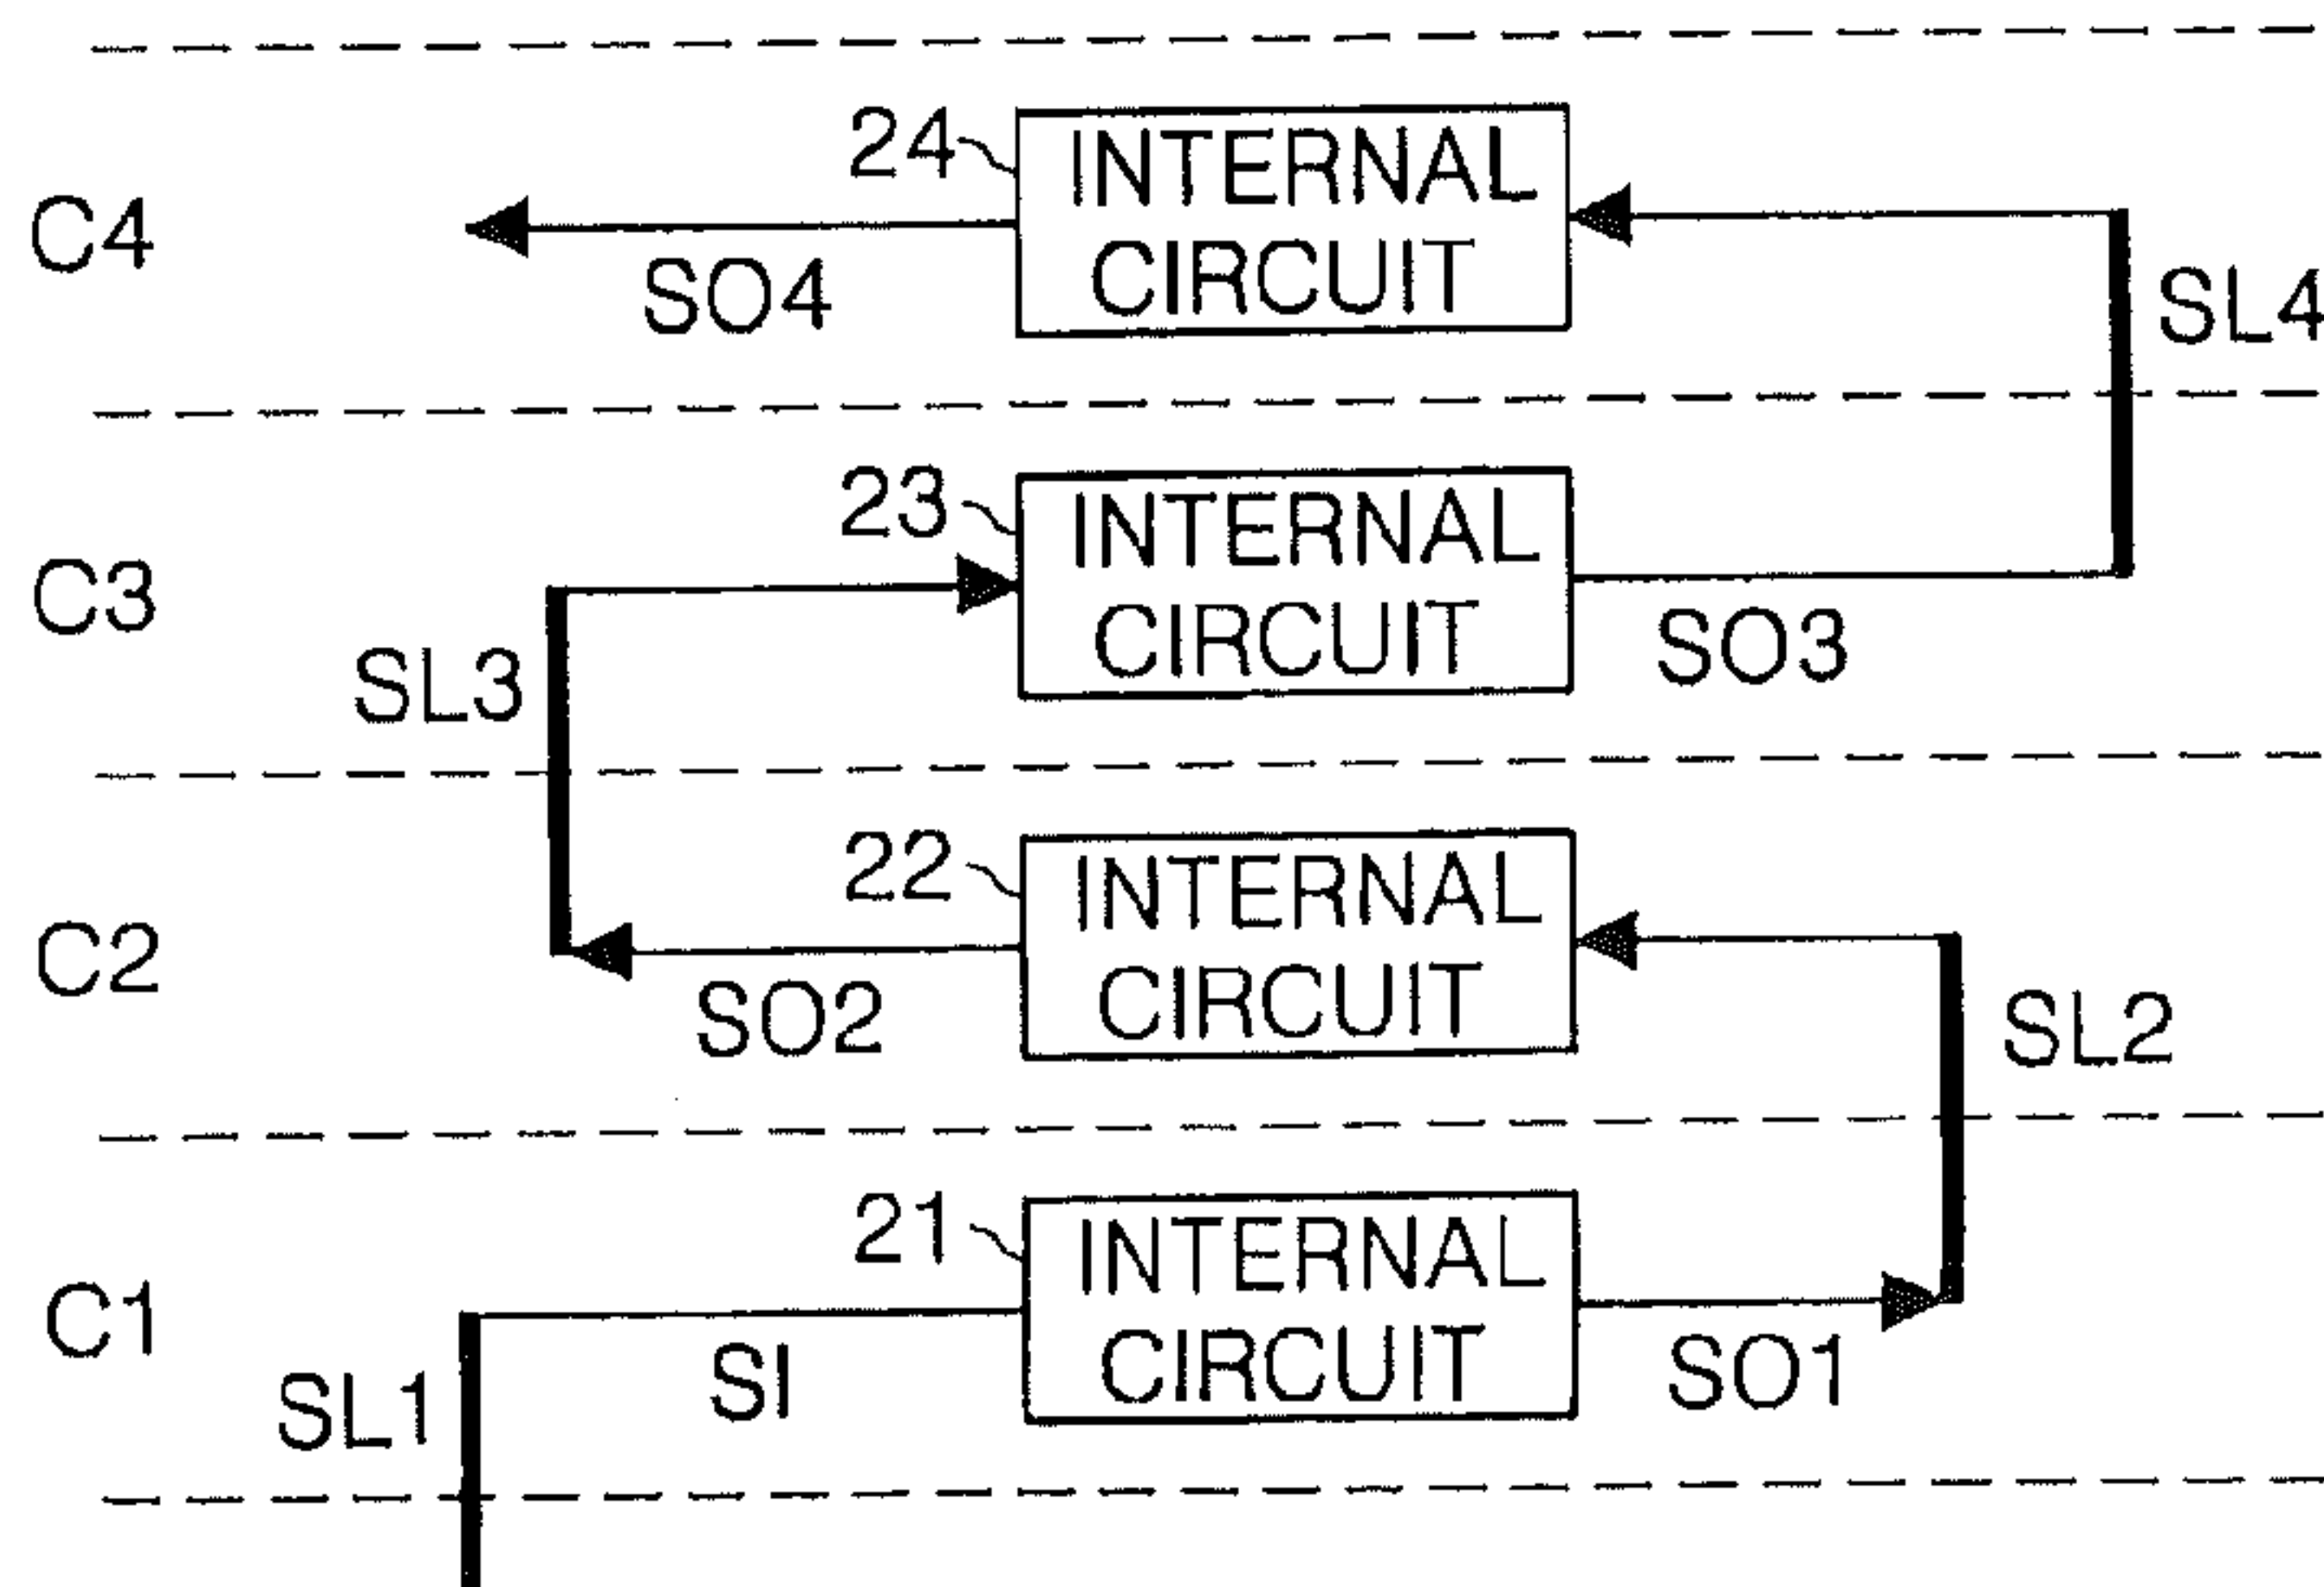 24
INTERNAL
CIRCUIT
C4
SO4
SL4
23
INTERNAL
CIRCUIT
C3
SL3
SO3
22
INTERNAL
CIRCUIT
C2
SO2
SL2
21
INTERNAL
CIRCUIT
C1
SL1
SI
SO1